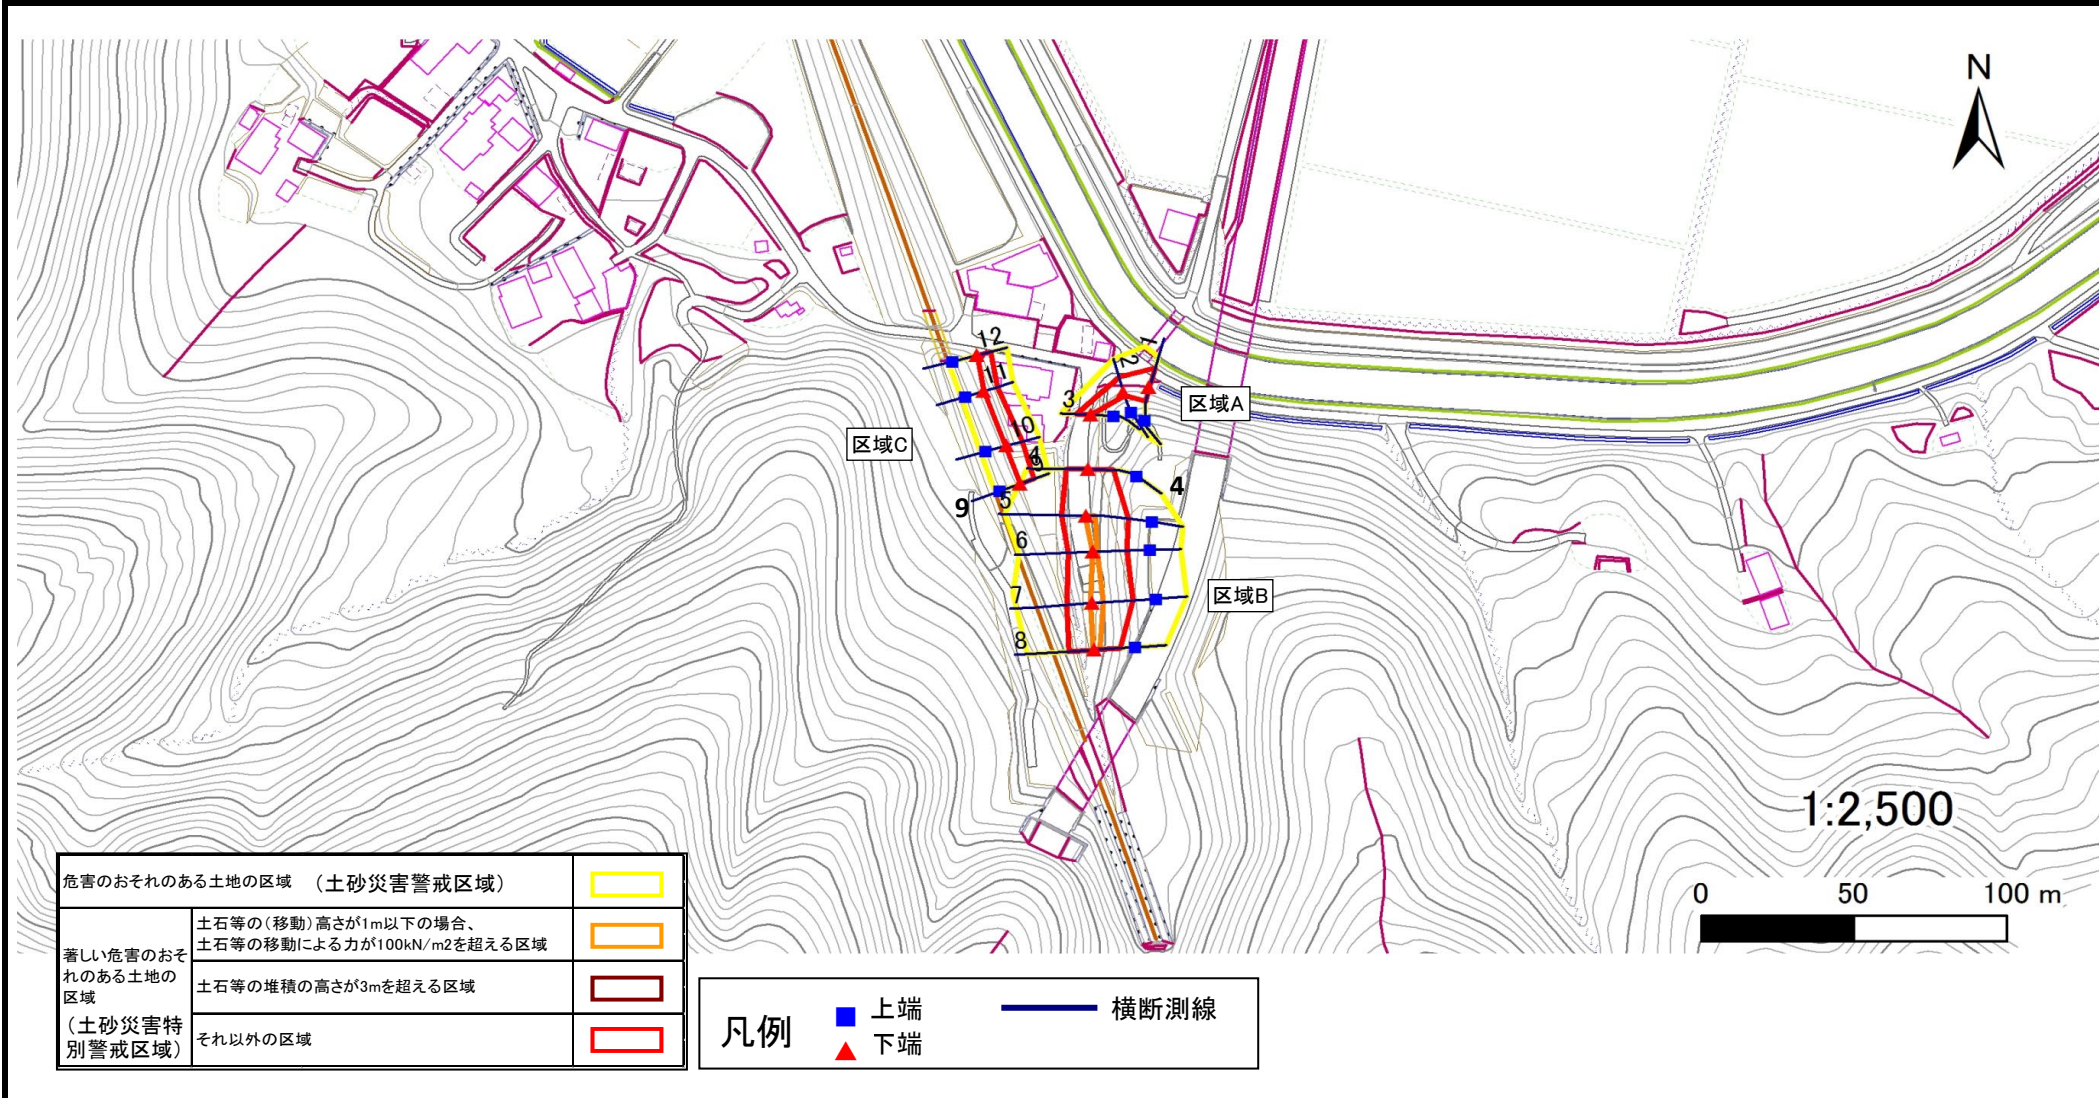 N
12
11
10
1
2
3
区域A
区域C
4
9
4
9
5
6
7
8
区域B
1:2,500
0 50 100 m
危害のおそれのある土地の区域 (土砂災害警戒区域)
著しい危害のおそれのある土地の区域
(土砂災害特別警戒区域)
土石等の(移動)高さが1m以下の場合、
土石等の移動による力が100kN/m2を超える区域
土石等の堆積の高さが3mを超える区域
それ以外の区域
凡例
上端
下端
横断測線